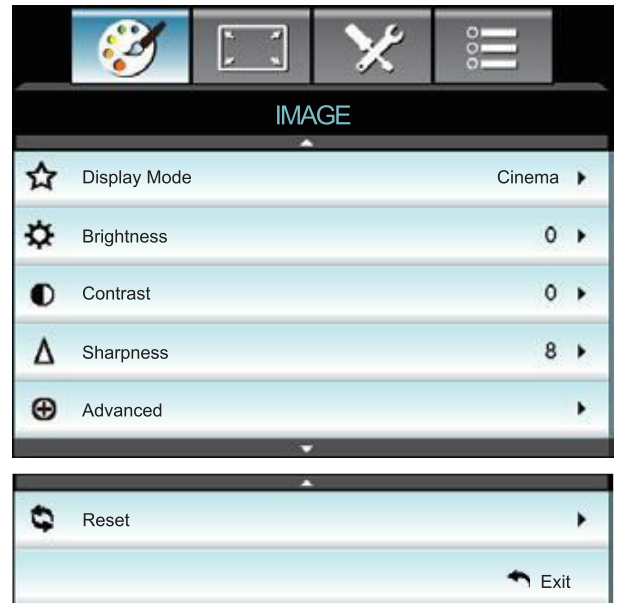 IMAGE
Display Mode Cinema
Brightness 0
Contrast 0
Sharpness 8
Advanced
Reset
Exit